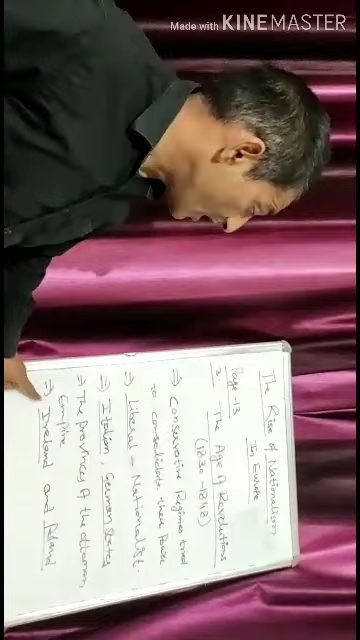 Made with KINEMASTER
The Rise of Nationalism
In Europe
Page-13
2. The Age of Revolutions
(1830-1848)
⇒ Conservative Regimes tried
to consolidate their Power
⇒ Liberal - Nationalist.
⇒ Italian, German States
⇒ The provinces of the ottoman,
Empire
⇒ Ireland and Poland